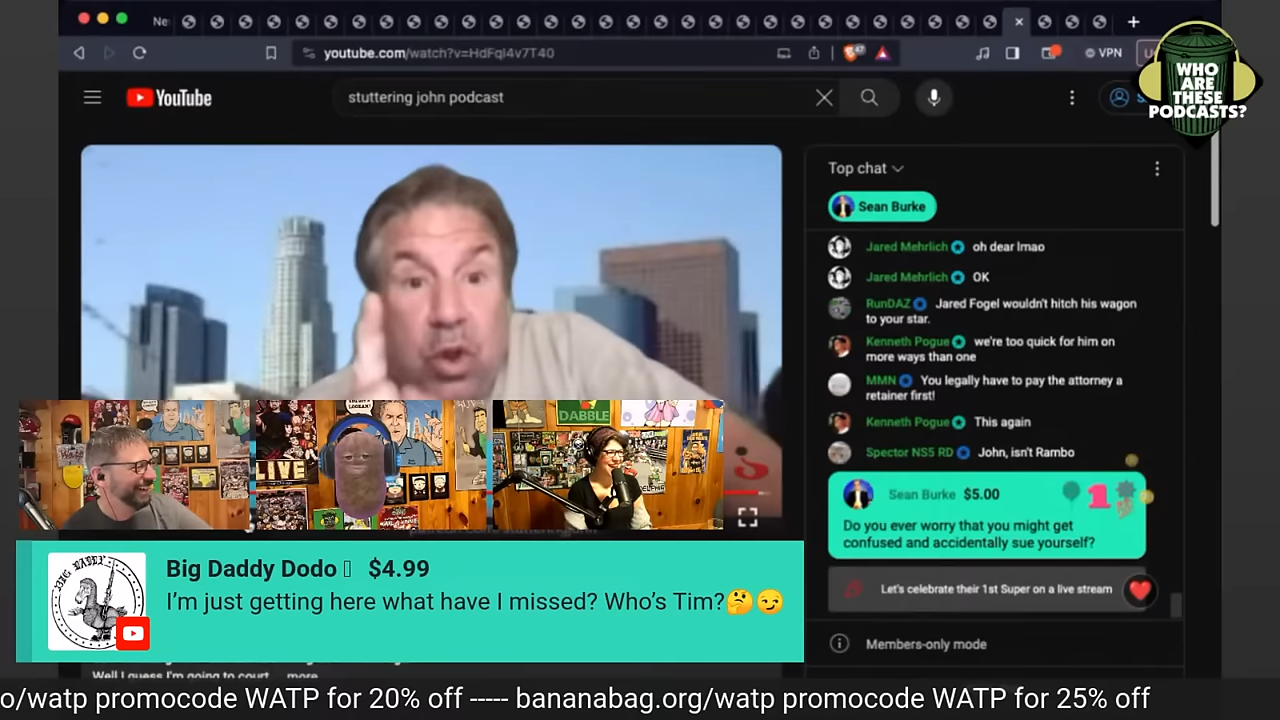 Ne
youtube.com/watch?v=HdFqI4v7T40
VPN
YouTube
stuttering john podcast
WHO
ARE
THESE
PODCASTS?
Top chat
Sean Burke
Jared Mehrlich oh dear lmao
Jared Mehrlich OK
RunDAZ Jared Fogel wouldn't hitch his wagon
to your star.
Kenneth Pogue we're too quick for him on
more ways than one
MMN You legally have to pay the attorney a
retainer first!
Kenneth Pogue This again
Spector NS5 RD John, isn't Rambo
Sean Burke $5.00
Do you ever worry that you might get
confused and accidentally sue yourself?
Let's celebrate their 1st Super on a live stream
Members-only mode
LIVE
DABBLE
Big Daddy Dodo $4.99
I'm just getting here what have I missed? Who's Tim?🤔😏
BIG DADDY
Well I guess I'm going to court ...more
o/watp promocode WATP for 20% off ----- bananabag.org/watp promocode WATP for 25% off